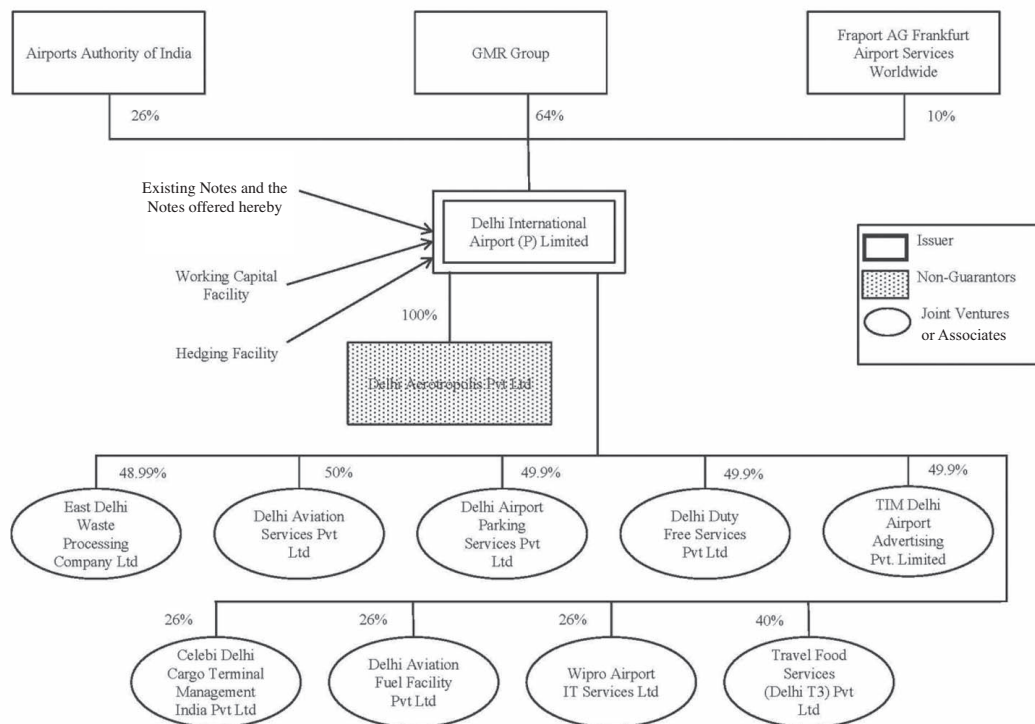 Airports Authority of India
GMR Group
Fraport AG Frankfurt
Airport Services
Worldwide
26%
64%
10%
Existing Notes and the
Notes offered hereby
Delhi International
Airport (P) Limited
Working Capital
Facility
Hedging Facility
Issuer
Non-Guarantors
Joint Ventures
or Associates
100%
Delhi Aerotropolis Pvt Ltd
48.99%
50%
49.9%
49.9%
49.9%
East Delhi
Waste
Processing
Company Ltd
Delhi Aviation
Services Pvt
Ltd
Delhi Airport
Parking
Services Pvt
Ltd
Delhi Duty
Free Services
Pvt Ltd
TIM Delhi
Airport
Advertising
Pvt. Limited
26%
26%
26%
40%
Celebi Delhi
Cargo Terminal
Management
India Pvt Ltd
Delhi Aviation
Fuel Facility
Pvt Ltd
Wipro Airport
IT Services Ltd
Travel Food
Services
(Delhi T3) Pvt
Ltd